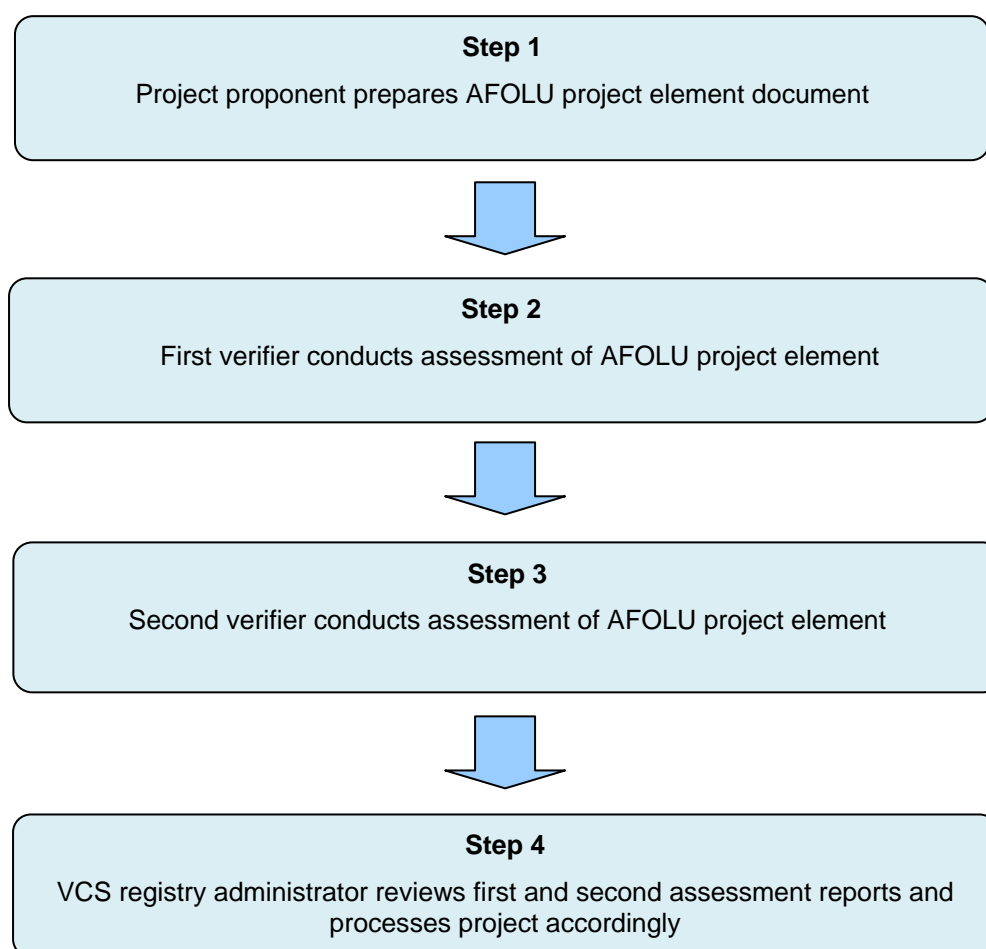 Step 1
Project proponent prepares AFOLU project element document
Step 2
First verifier conducts assessment of AFOLU project element
Step 3
Second verifier conducts assessment of AFOLU project element
Step 4
VCS registry administrator reviews first and second assessment reports and
processes project accordingly